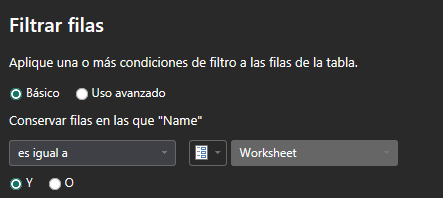 Filtrar filas
Aplique una o más condiciones de filtro a las filas de la tabla.
Básico Uso avanzado
Conservar filas en las que "Name"
es igual a Worksheet
Y O